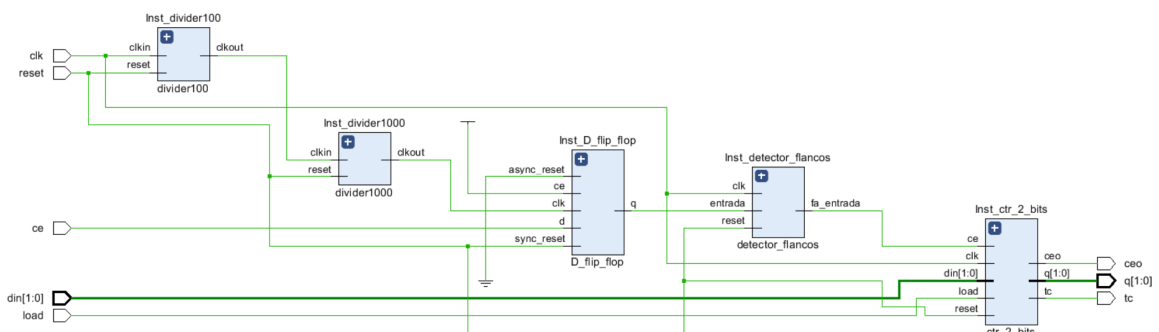 Inst_divider100
clk
clkin
clkout
reset
reset
divider100
Inst_divider1000
clkin
clkout
reset
divider1000
Inst_D_flip_flop
async_reset
ce
clk
q
d
sync_reset
D_flip_flop
Inst_detector_flancos
clk
entrada
fa_entrada
reset
detector_flancos
ce
Inst_ctr_2_bits
ce
clk
ceo
ceo
din[1:0]
q[1:0]
q[1:0]
load
tc
tc
reset
ctr_2_bits
din[1:0]
load